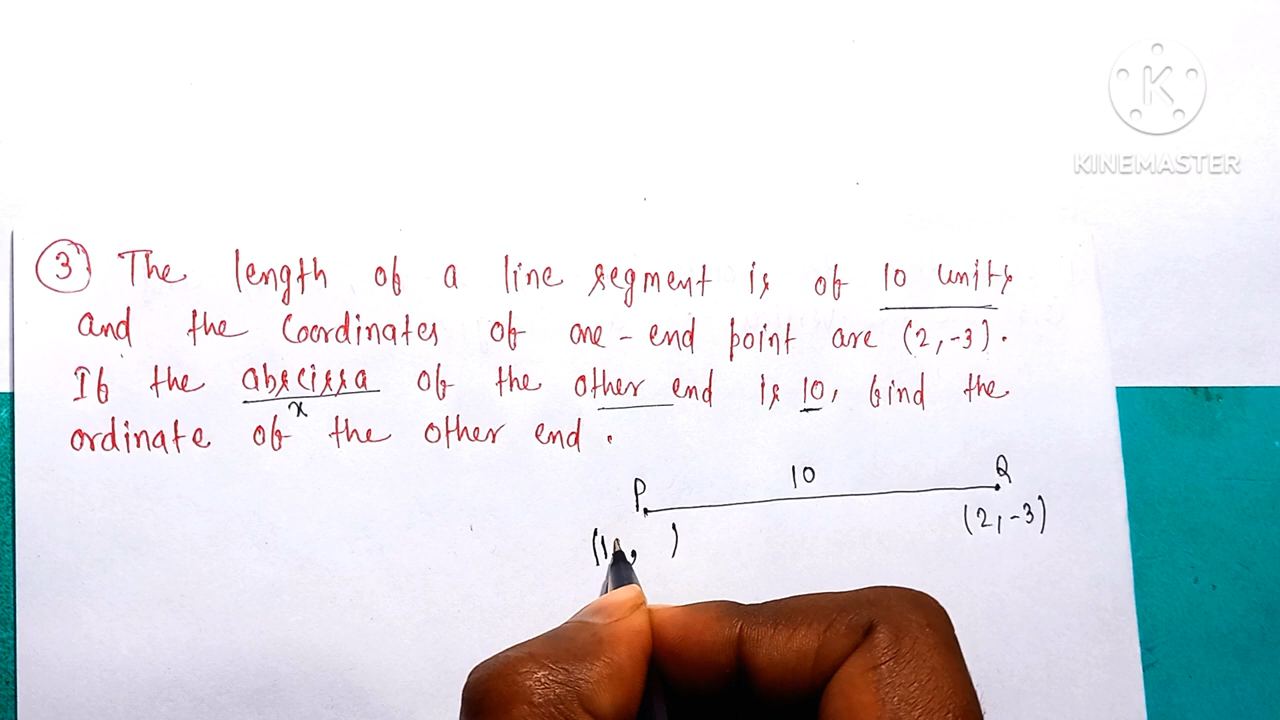 K
KINEMASTER
3 The length of a line segment is of 10 units
and the Coordinates of one-end point are (2,-3).
If the abscissa of the other end is 10, find the
x
ordinate of the other end.
P 10 Q
( , ) (2,-3)